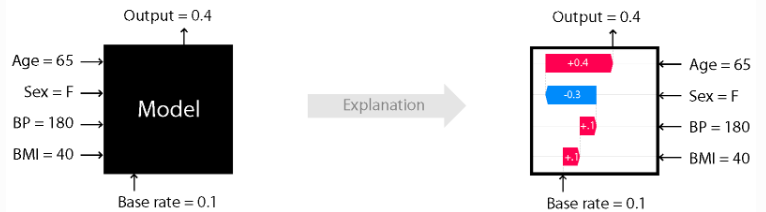 Output = 0.4
Age = 65
Sex = F
BP = 180
BMI = 40
Model
Base rate = 0.1
Explanation
Output = 0.4
+0.4
Age = 65
-0.3
Sex = F
+.1
BP = 180
+.1
BMI = 40
Base rate = 0.1